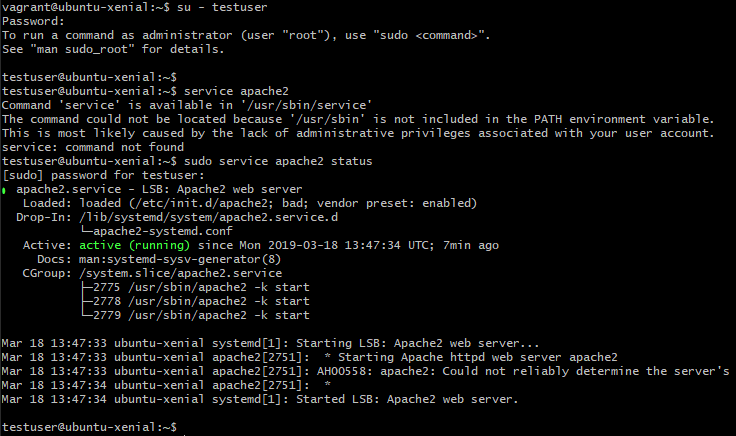 vagrant@ubuntu-xenial:~$ su - testuser
Password:
To run a command as administrator (user "root"), use "sudo <command>".
See "man sudo_root" for details.
testuser@ubuntu-xenial:~$
testuser@ubuntu-xenial:~$ service apache2
Command 'service' is available in '/usr/sbin/service'
The command could not be located because '/usr/sbin' is not included in the PATH environment variable.
This is most likely caused by the lack of administrative privileges associated with your user account.
service: command not found
testuser@ubuntu-xenial:~$ sudo service apache2 status
[sudo] password for testuser:
● apache2.service - LSB: Apache2 web server
   Loaded: loaded (/etc/init.d/apache2; bad; vendor preset: enabled)
  Drop-In: /lib/systemd/system/apache2.service.d
           └─apache2-systemd.conf
   Active: active (running) since Mon 2019-03-18 13:47:34 UTC; 7min ago
     Docs: man:systemd-sysv-generator(8)
   CGroup: /system.slice/apache2.service
           ├─2775 /usr/sbin/apache2 -k start
           ├─2778 /usr/sbin/apache2 -k start
           └─2779 /usr/sbin/apache2 -k start
Mar 18 13:47:33 ubuntu-xenial systemd[1]: Starting LSB: Apache2 web server...
Mar 18 13:47:33 ubuntu-xenial apache2[2751]:  * Starting Apache httpd web server apache2
Mar 18 13:47:33 ubuntu-xenial apache2[2751]: AH00558: apache2: Could not reliably determine the server's
Mar 18 13:47:34 ubuntu-xenial apache2[2751]:  *
Mar 18 13:47:34 ubuntu-xenial systemd[1]: Started LSB: Apache2 web server.
testuser@ubuntu-xenial:~$